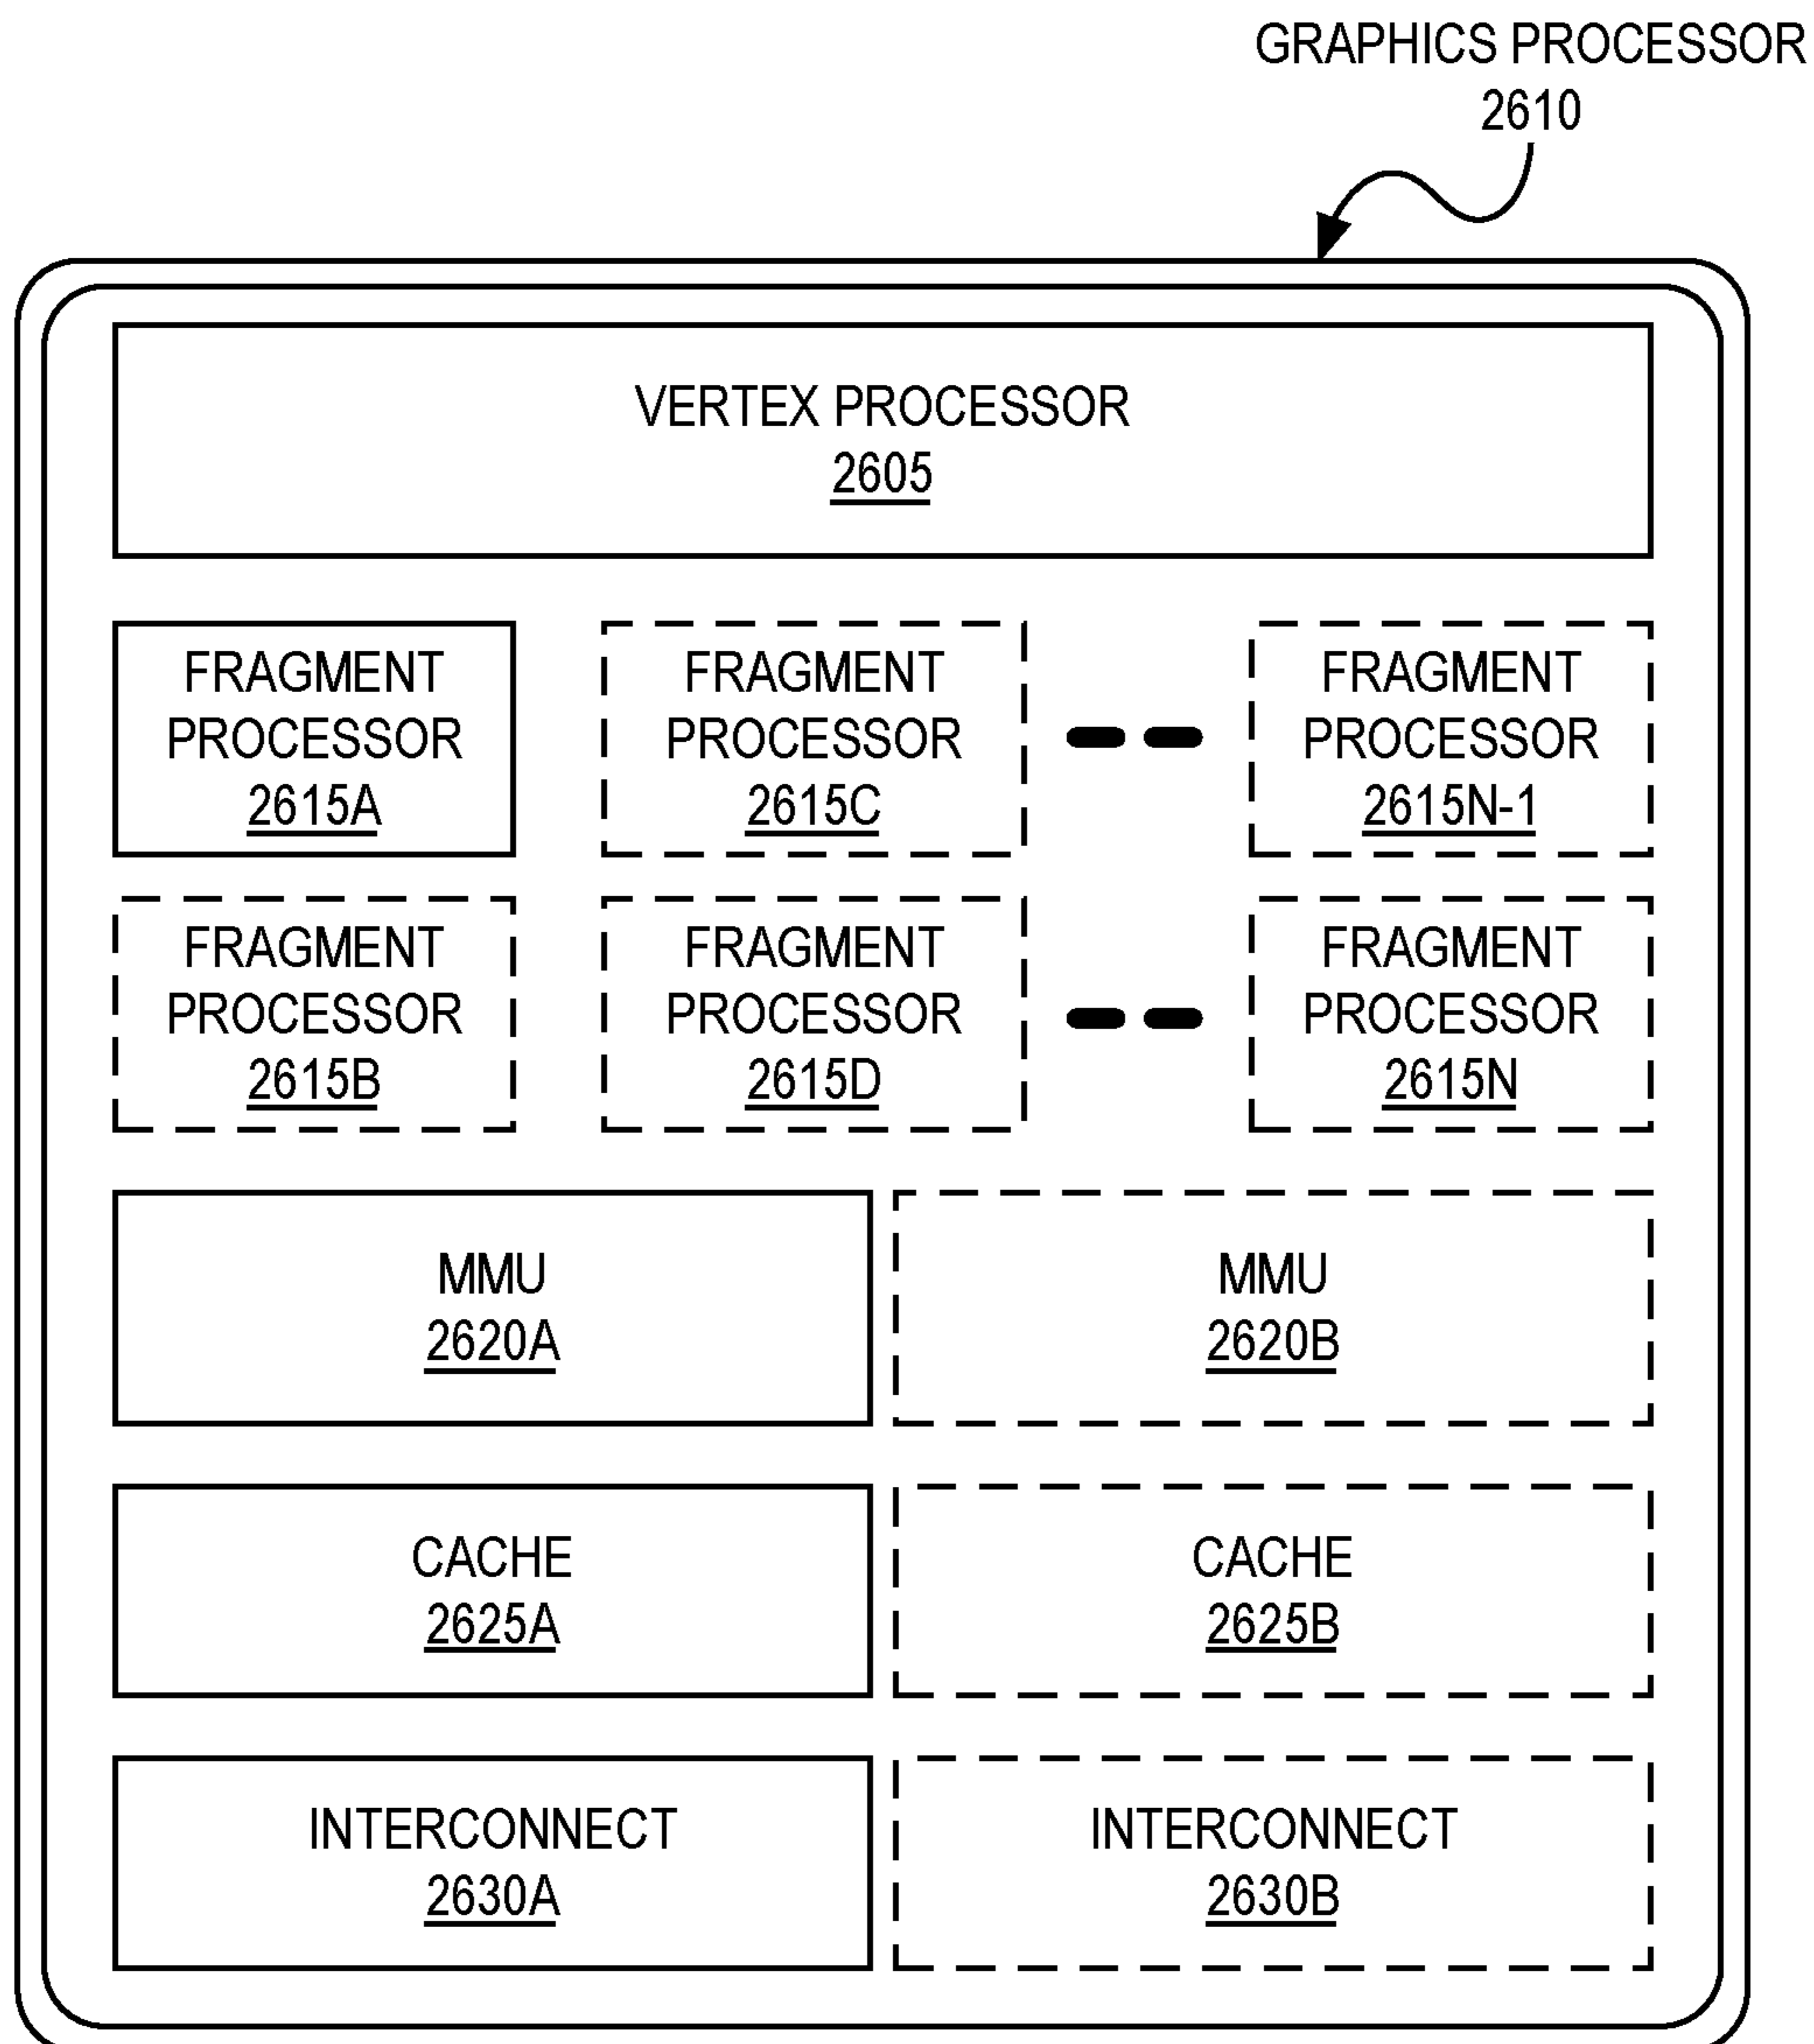 GRAPHICS PROCESSOR
2610
VERTEX PROCESSOR
2605
FRAGMENT
PROCESSOR
2615A
FRAGMENT
PROCESSOR
2615C
FRAGMENT
PROCESSOR
2615N-1
FRAGMENT
PROCESSOR
2615B
FRAGMENT
PROCESSOR
2615D
FRAGMENT
PROCESSOR
2615N
MMU
2620A
MMU
2620B
CACHE
2625A
CACHE
2625B
INTERCONNECT
2630A
INTERCONNECT
2630B